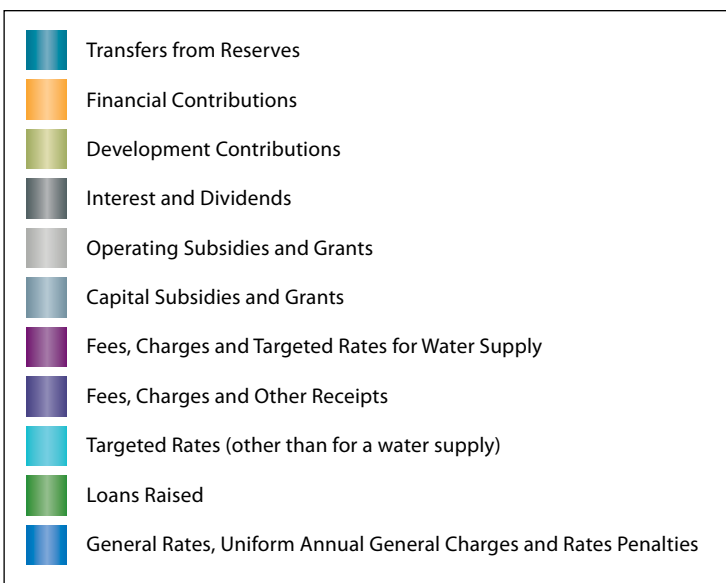 Transfers from Reserves
Financial Contributions
Development Contributions
Interest and Dividends
Operating Subsidies and Grants
Capital Subsidies and Grants
Fees, Charges and Targeted Rates for Water Supply
Fees, Charges and Other Receipts
Targeted Rates (other than for a water supply)
Loans Raised
General Rates, Uniform Annual General Charges and Rates Penalties